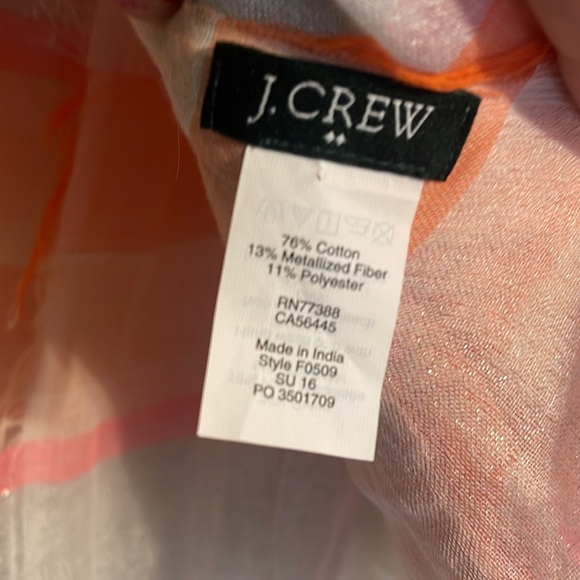 J. CREW
76% Cotton
13% Metallized Fiber
11% Polyester
RN77388
CA56445
Made in India
Style F0509
SU 16
PO 3501709